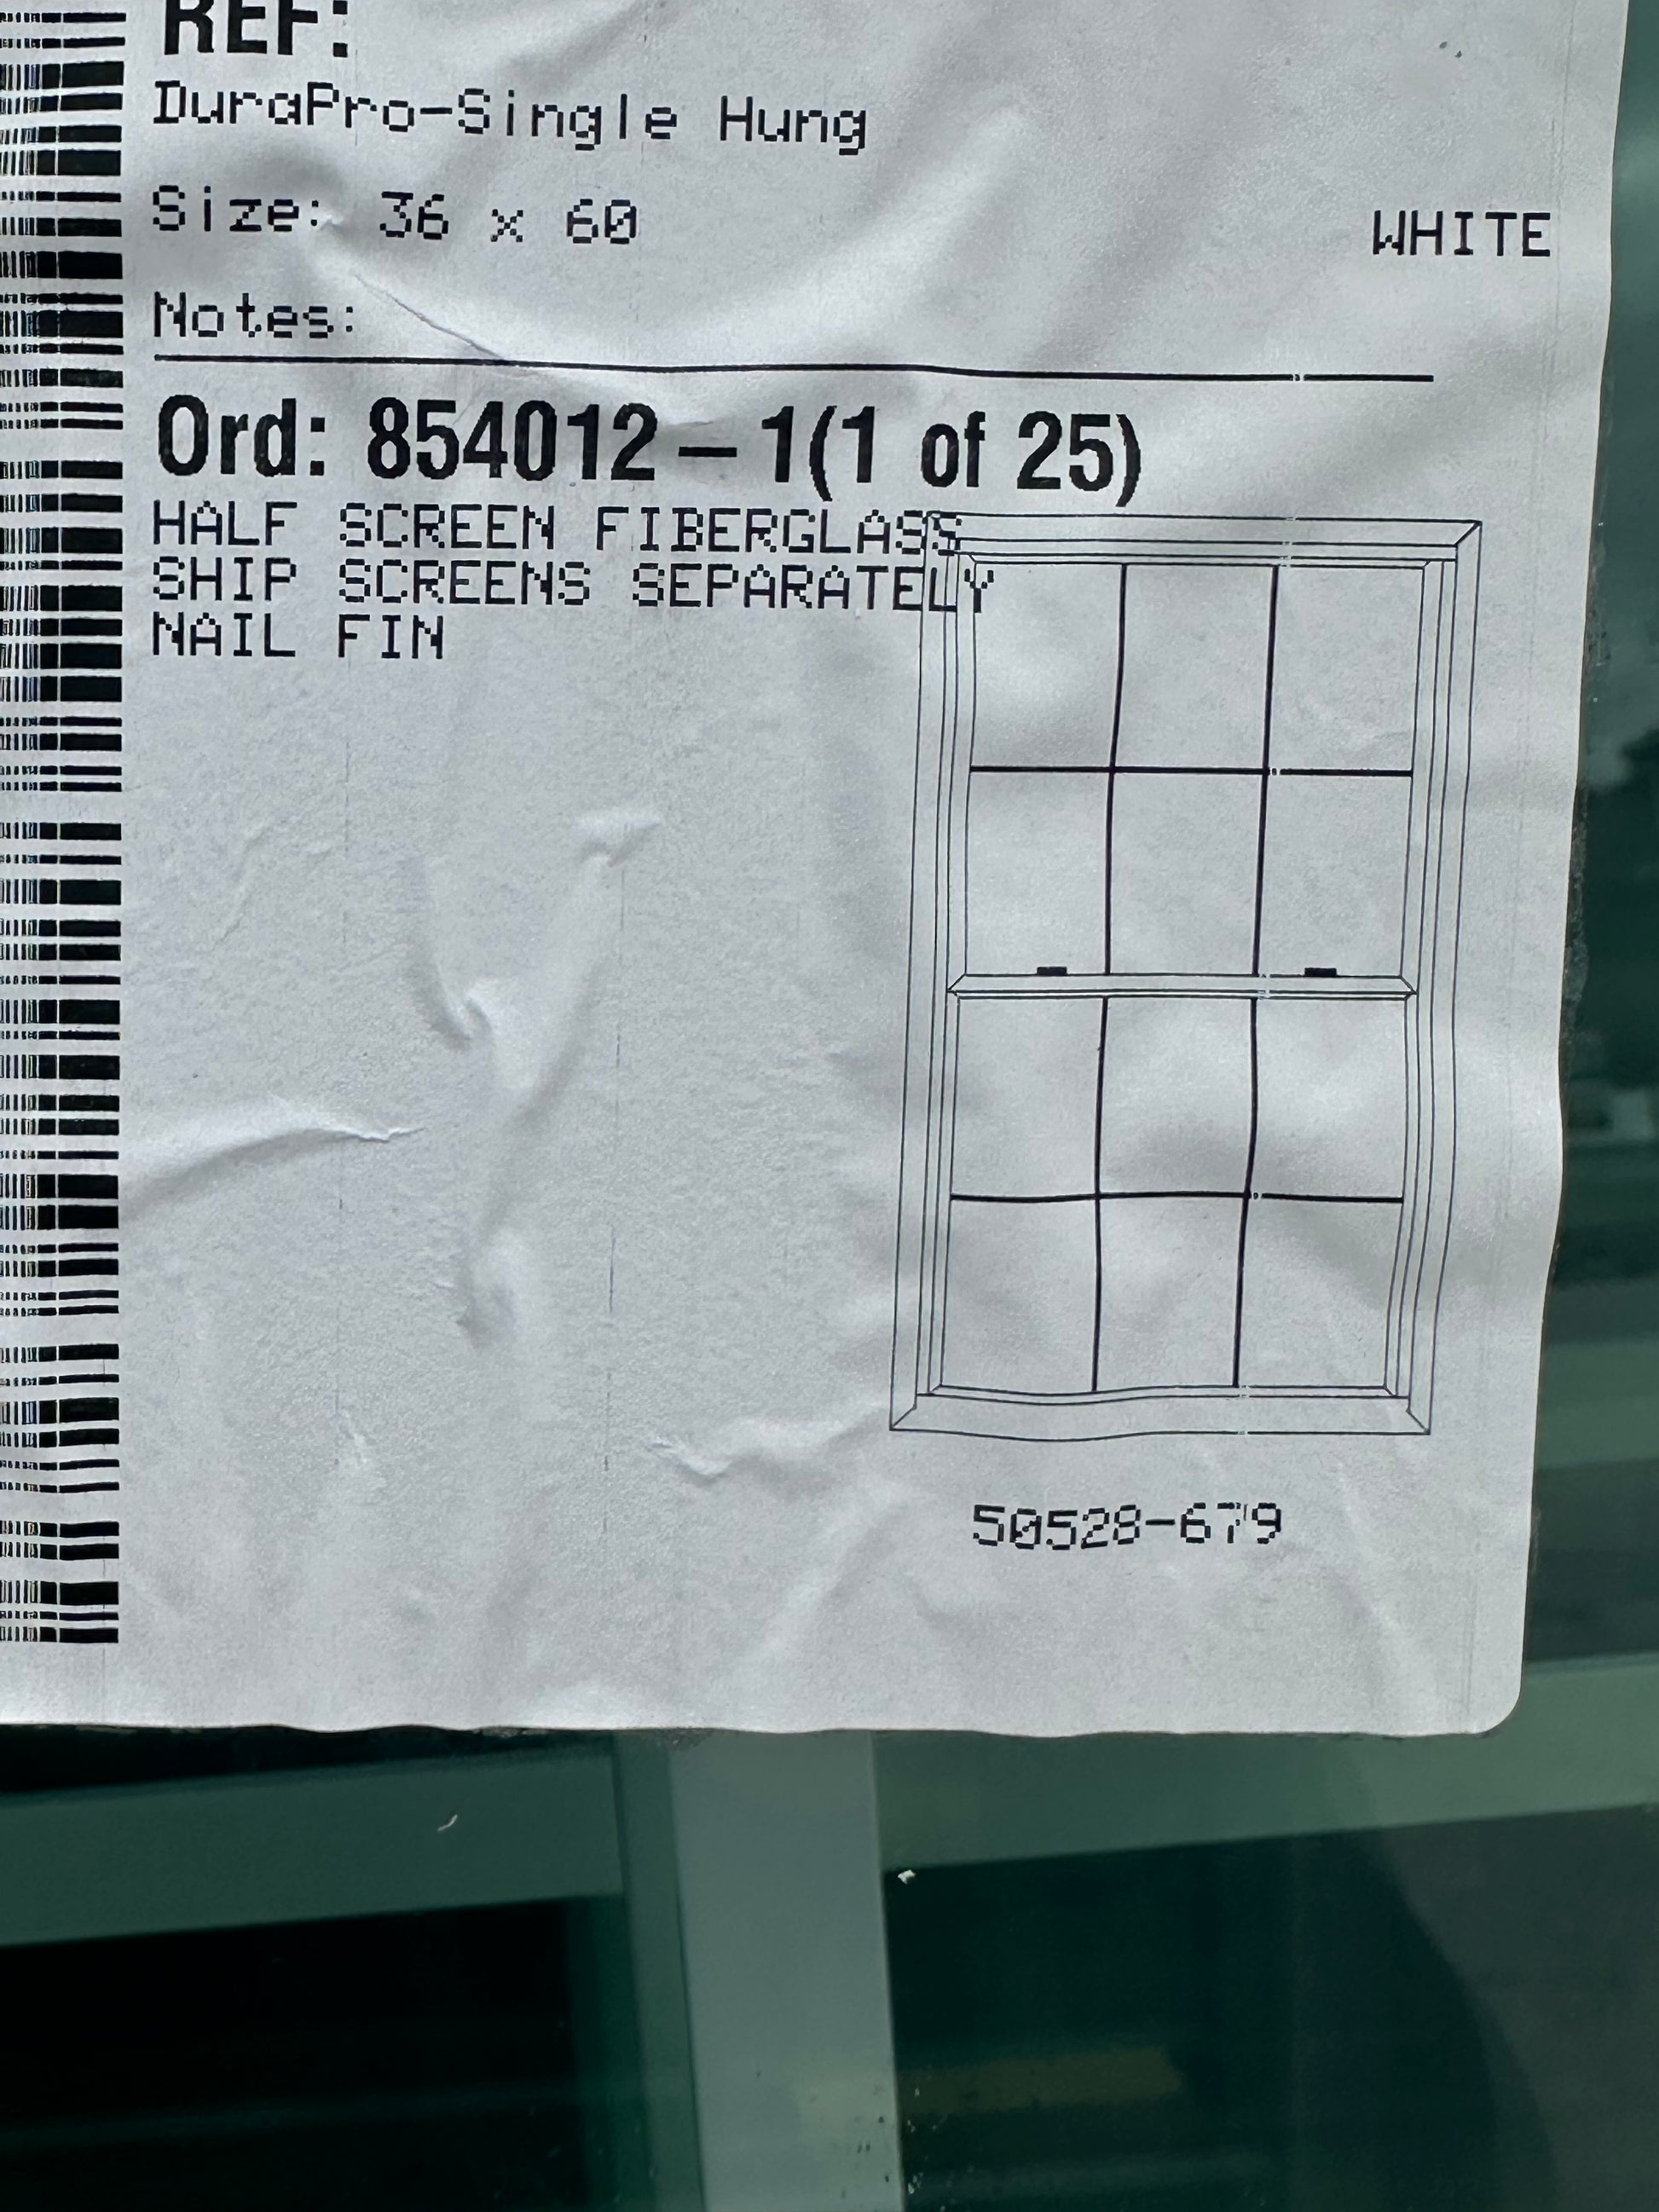 REF:
DuraPro-Single Hung
Size: 36 x 60 WHITE
Notes:
Ord: 854012 – 1(1 of 25)
HALF SCREEN FIBERGLASS
SHIP SCREENS SEPARATELY
NAIL FIN
50528-679